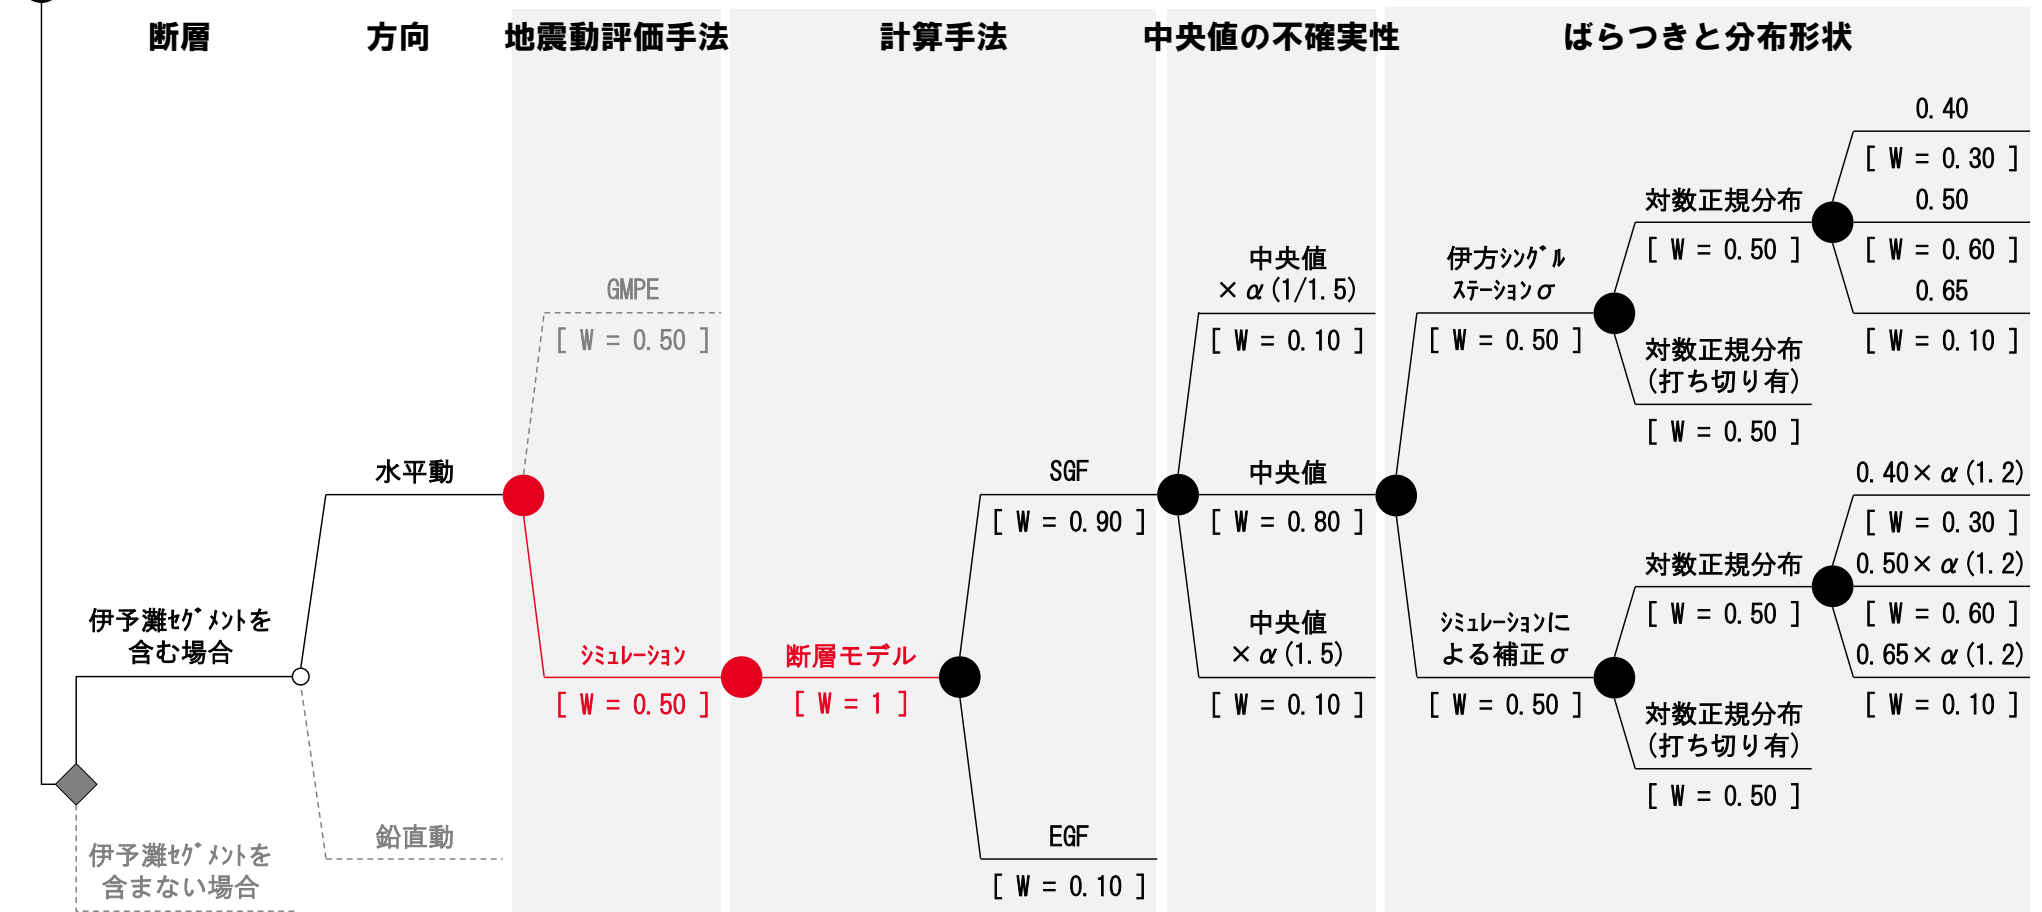 断層
方向
地震動評価手法
計算手法
中央値の不確実性
ばらつきと分布形状
伊予灘ｾｸﾞﾒﾝﾄを
含む場合
伊予灘ｾｸﾞﾒﾝﾄを
含まない場合
水平動
鉛直動
GMPE
[ W = 0.50 ]
ｼﾐｭﾚｰｼｮﾝ
[ W = 0.50 ]
断層モデル
[ W = 1 ]
SGF
[ W = 0.90 ]
EGF
[ W = 0.10 ]
中央値
×α(1/1.5)
[ W = 0.10 ]
中央値
[ W = 0.80 ]
中央値
×α(1.5)
[ W = 0.10 ]
伊方ｼﾝｸﾞﾙ
ｽﾃｰｼｮﾝσ
[ W = 0.50 ]
ｼﾐｭﾚｰｼｮﾝに
よる補正σ
[ W = 0.50 ]
対数正規分布
[ W = 0.50 ]
対数正規分布
(打ち切り有)
[ W = 0.50 ]
対数正規分布
[ W = 0.50 ]
対数正規分布
(打ち切り有)
[ W = 0.50 ]
0.40
[ W = 0.30 ]
0.50
[ W = 0.60 ]
0.65
[ W = 0.10 ]
0.40×α(1.2)
[ W = 0.30 ]
0.50×α(1.2)
[ W = 0.60 ]
0.65×α(1.2)
[ W = 0.10 ]